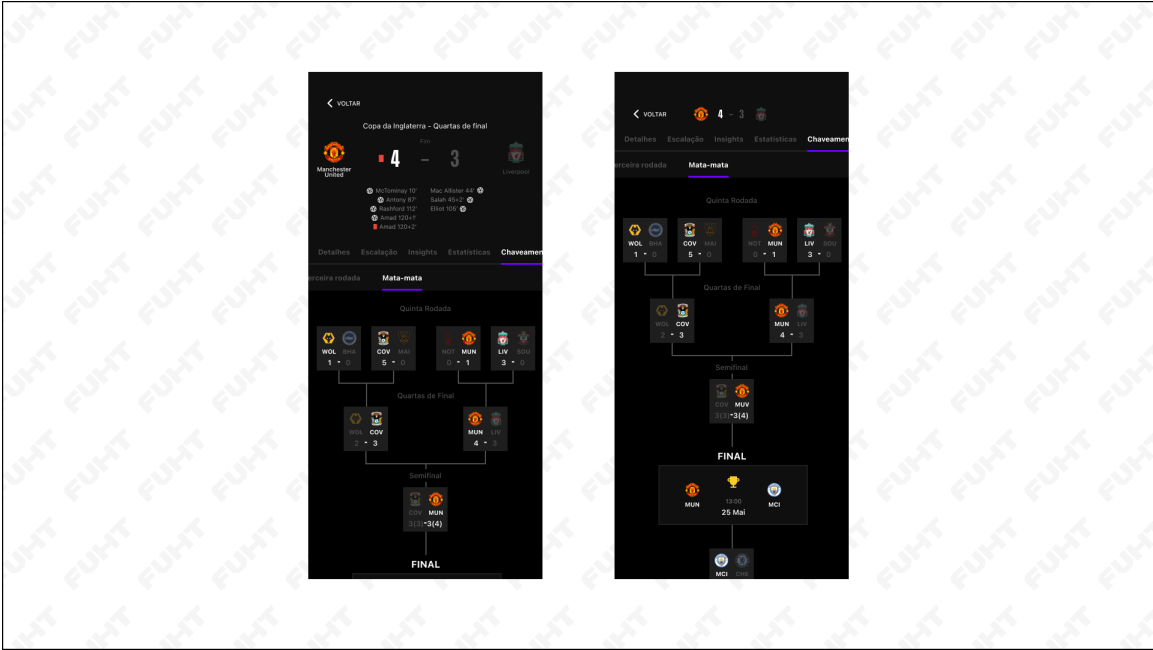 VOLTAR
Copa da Inglaterra - Quartas de final
Fim
4 - 3
Manchester United
Liverpool
McTominay 10' Mac Allister 44'
Antony 87' Salah 45+2'
Rashford 112' Elliot 105'
Amad 120+1'
Amad 120+2'
Detalhes Escalação Insights Estatísticas Chaveamen
erceira rodada Mata-mata
Quinta Rodada
WOL BHA COV MAI NOT MUN LIV SOU
1 - 0 5 - 0 0 - 1 3 - 0
Quartas de Final
WOL COV MUN LIV
2 - 3 4 - 3
Semifinal
COV MUN
3(3)-3(4)
FINAL
VOLTAR 4 - 3
Detalhes Escalação Insights Estatísticas Chaveamen
erceira rodada Mata-mata
Quinta Rodada
WOL BHA COV MAI NOT MUN LIV SOU
1 - 0 5 - 0 0 - 1 3 - 0
Quartas de Final
WOL COV MUN LIV
2 - 3 4 - 3
Semifinal
COV MUV
3(3)-3(4)
FINAL
13:00
MUN 25 Mai MCI
MCI CHE
FUHT